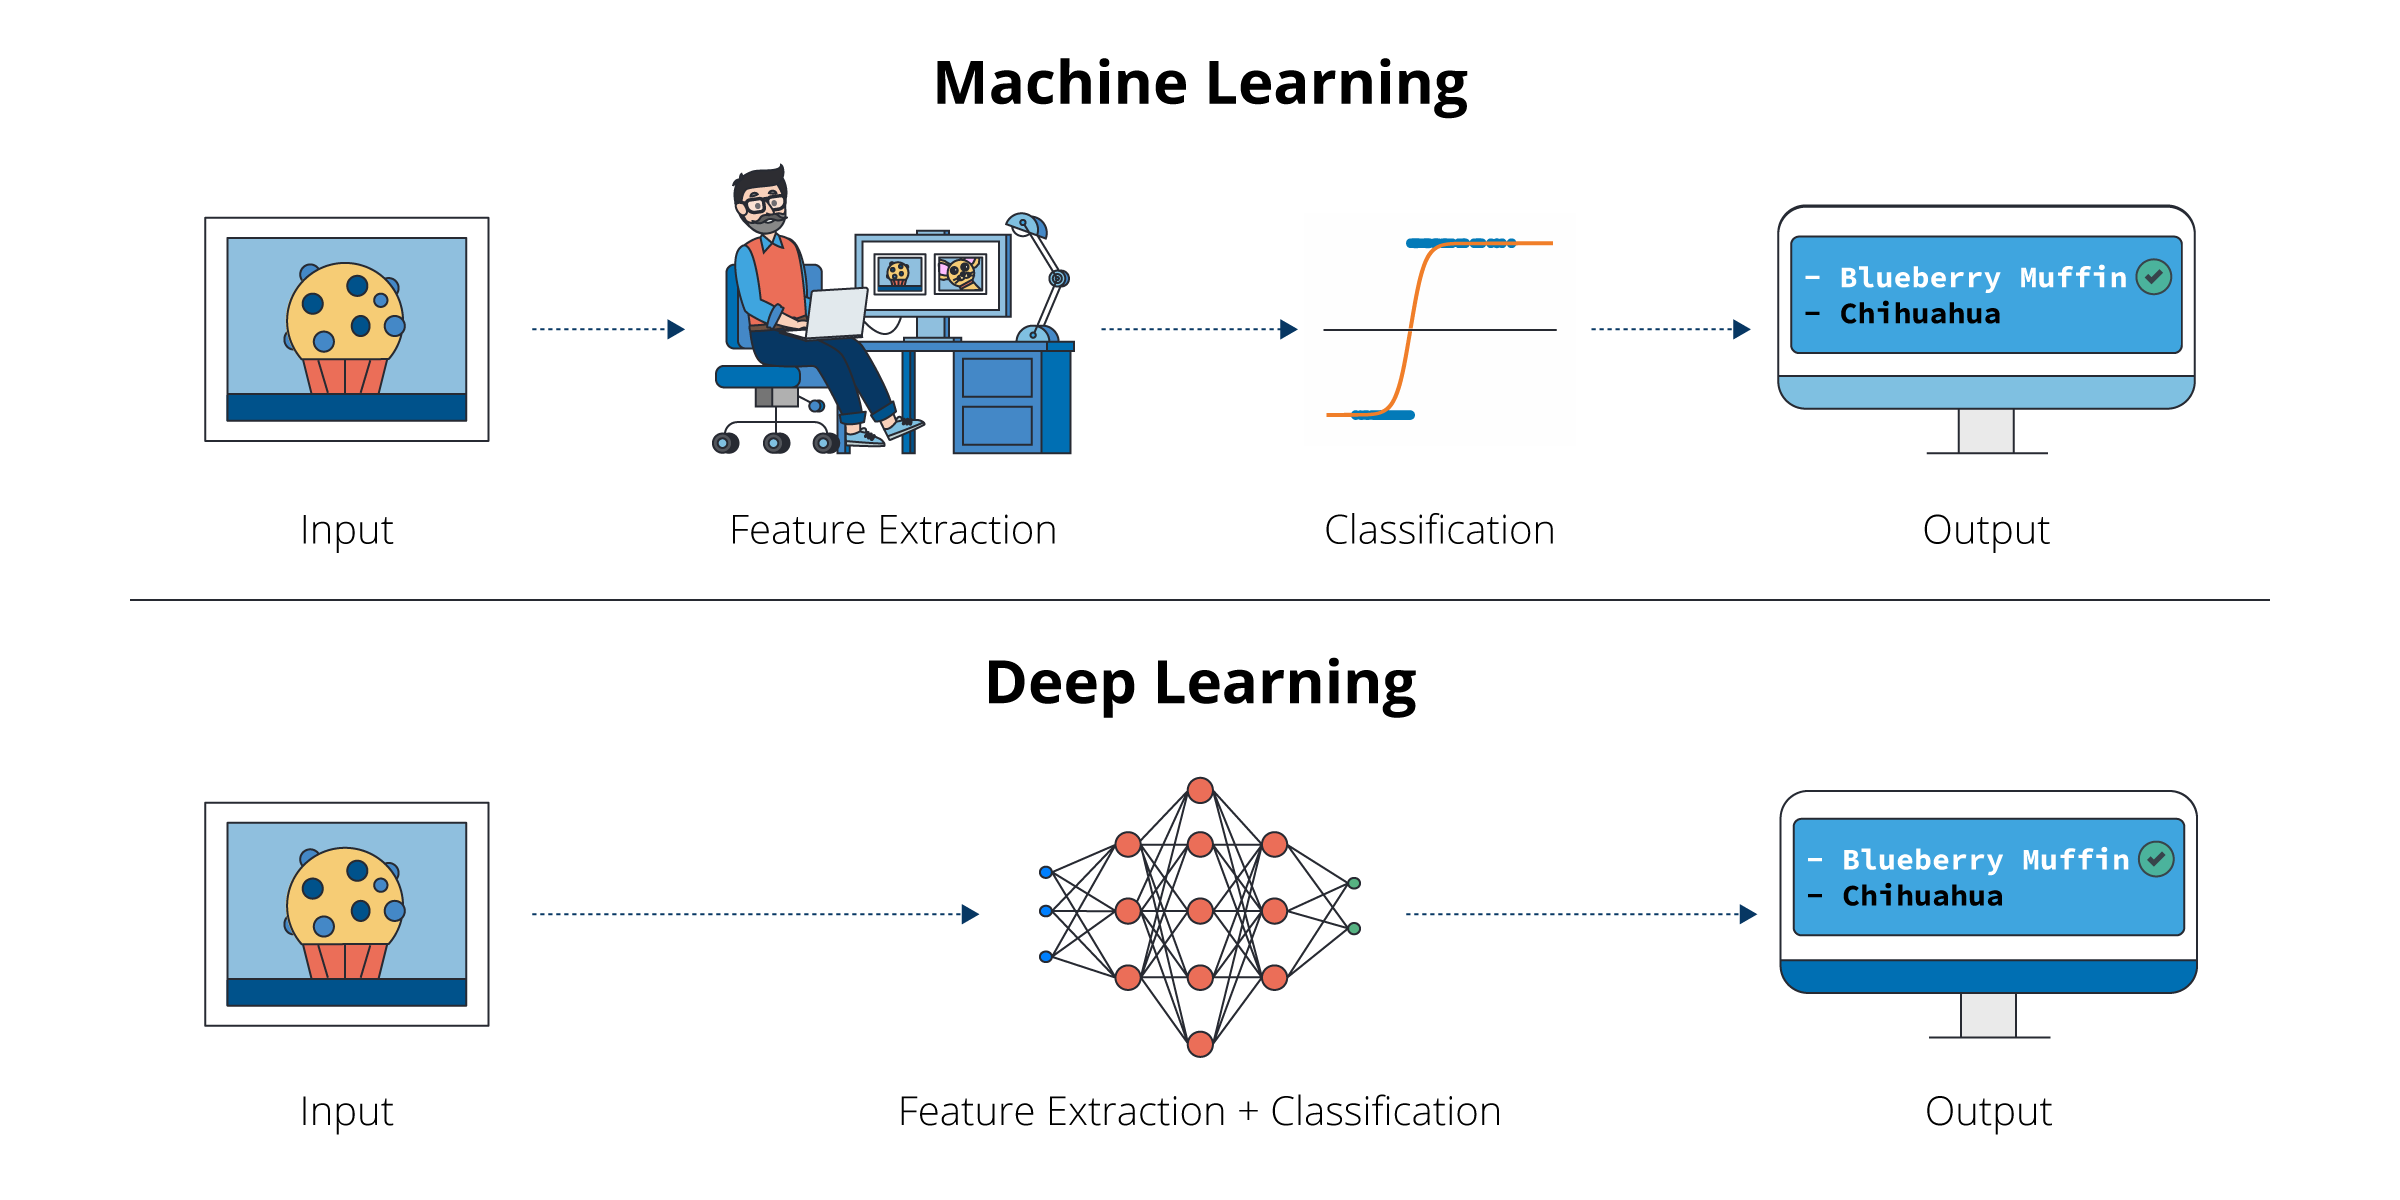 Machine Learning
- Blueberry Muffin
- Chihuahua
Input
Feature Extraction
Classification
Output
Deep Learning
- Blueberry Muffin
- Chihuahua
Input
Feature Extraction + Classification
Output